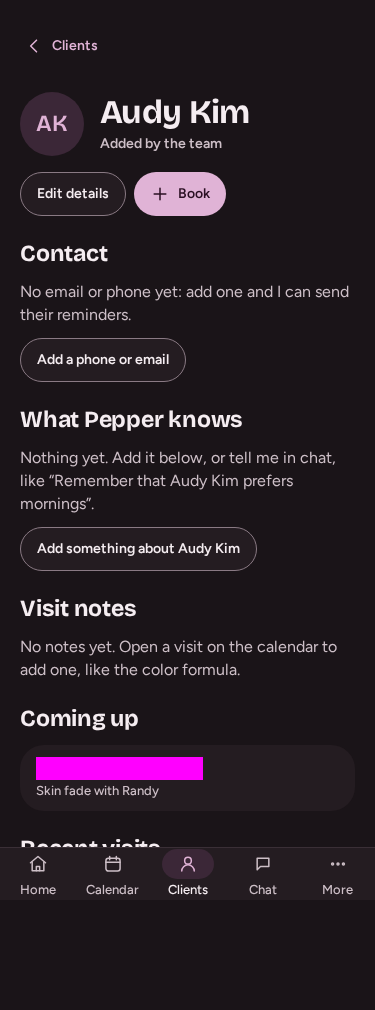 Clients
AK
Audy Kim
Added by the team
Edit details
Book
Contact
No email or phone yet: add one and I can send
their reminders.
Add a phone or email
What Pepper knows
Nothing yet. Add it below, or tell me in chat,
like “Remember that Audy Kim prefers
mornings”.
Add something about Audy Kim
Visit notes
No notes yet. Open a visit on the calendar to
add one, like the color formula.
Coming up
Skin fade with Randy
Recent visits
Home
Calendar
Clients
Chat
More